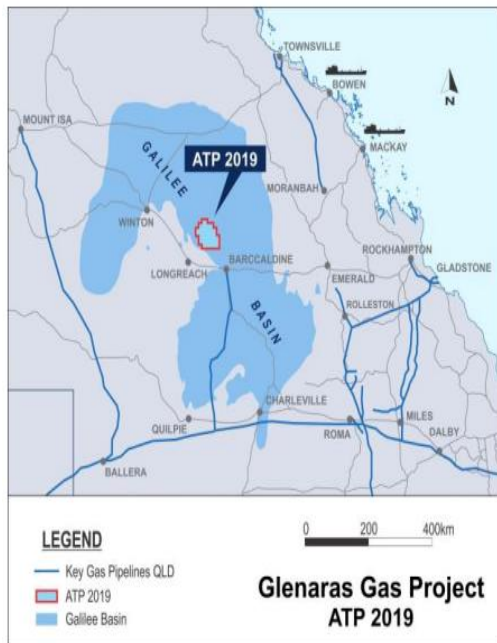 TOWNSVILLE
BOWEN
N
MOUNT ISA
MACKAY
GALILEE
ATP 2019
MORANBAH
WINTON
ROCKHAMPTON
LONGREACH
BARCCALDINE
EMERALD
GLADSTONE
ROLLESTON
BASIN
CHARLEVILLE
QUILPIE
ROMA
MILES
DALBY
BALLERA
LEGEND
0 200 400km
Key Gas Pipelines QLD
ATP 2019
Galilee Basin
Glenaras Gas Project
ATP 2019